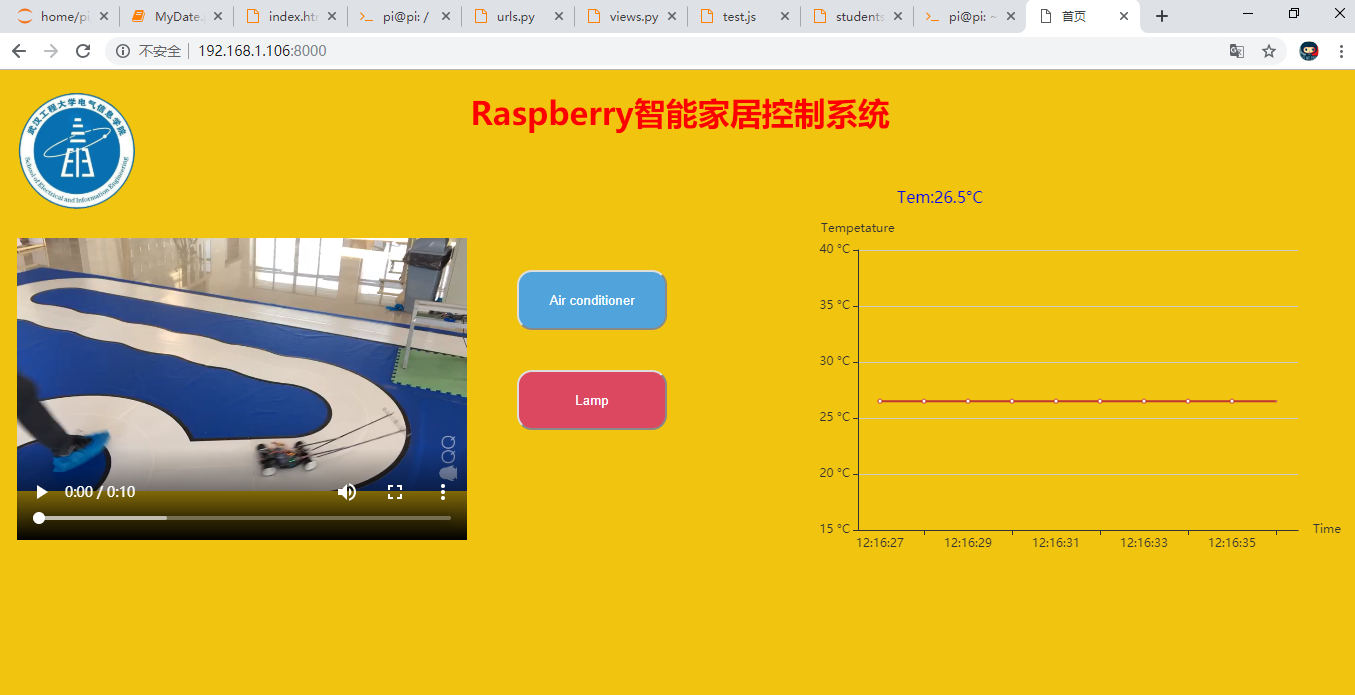 home/pi
MyDate.
index.htr
pi@pi: /
urls.py
views.py
test.js
students
pi@pi: ~
首页
不安全
192.168.1.106:8000
武汉工程大学电气信息学院
School of Electrical and Information Engineering
Raspberry智能家居控制系统
Tem:26.5°C
QQ
0:00 / 0:10
Air conditioner
Lamp
Tempetature
40 °C
35 °C
30 °C
25 °C
20 °C
15 °C
12:16:27
12:16:29
12:16:31
12:16:33
12:16:35
Time